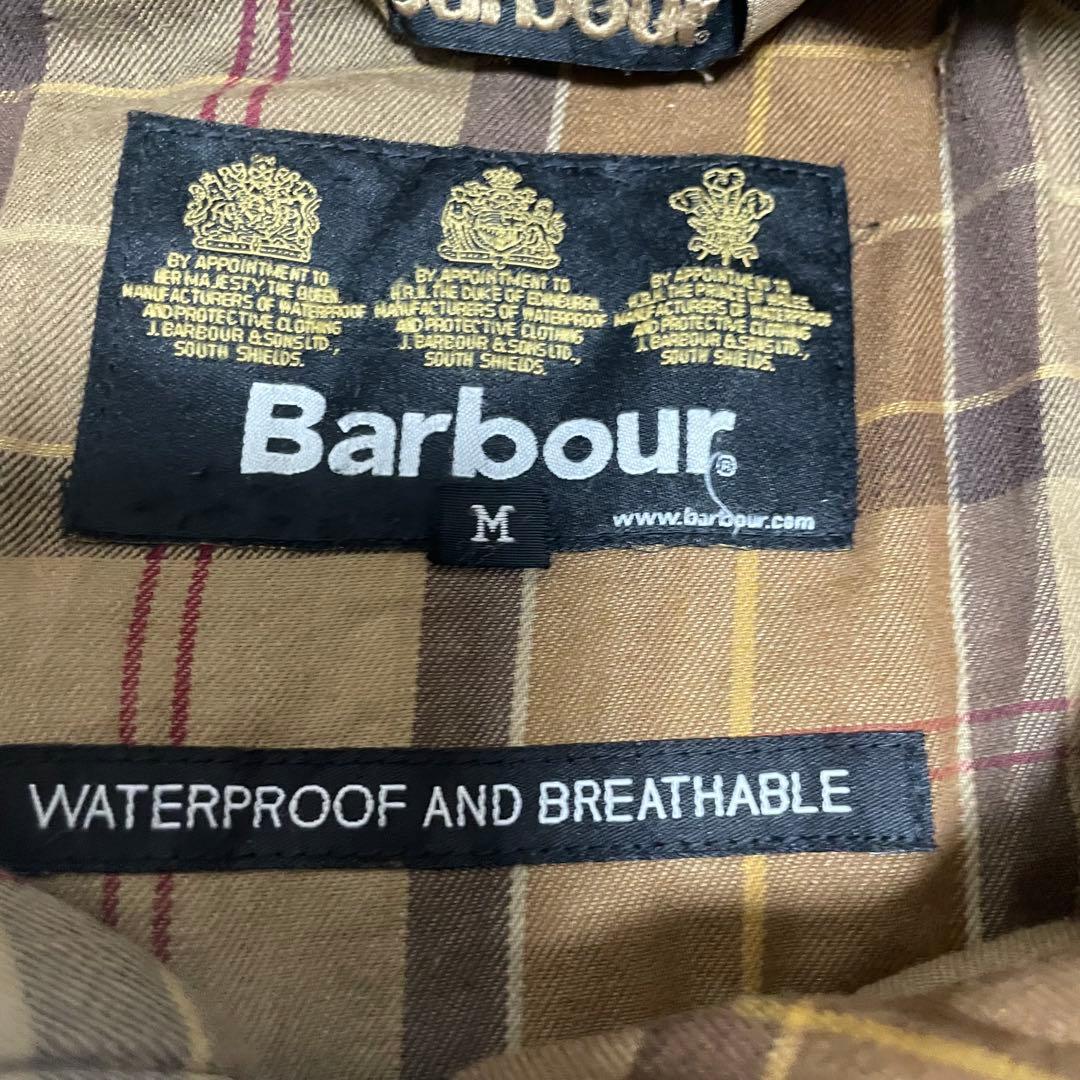 Barbour®
BY APPOINTMENT TO
HER MAJESTY THE QUEEN
MANUFACTURERS OF WATERPROOF
AND PROTECTIVE CLOTHING
J. BARBOUR & SONS LTD.,
SOUTH SHIELDS.
BY APPOINTMENT TO
H.R.H. THE DUKE OF EDINBURGH
MANUFACTURERS OF WATERPROOF
AND PROTECTIVE CLOTHING
J. BARBOUR & SONS LTD.,
SOUTH SHIELDS.
BY APPOINTMENT TO
H.R.H. THE PRINCE OF WALES
MANUFACTURERS OF WATERPROOF
AND PROTECTIVE CLOTHING
J. BARBOUR & SONS LTD.,
SOUTH SHIELDS.
Barbour®
M
www.barbour.com
WATERPROOF AND BREATHABLE